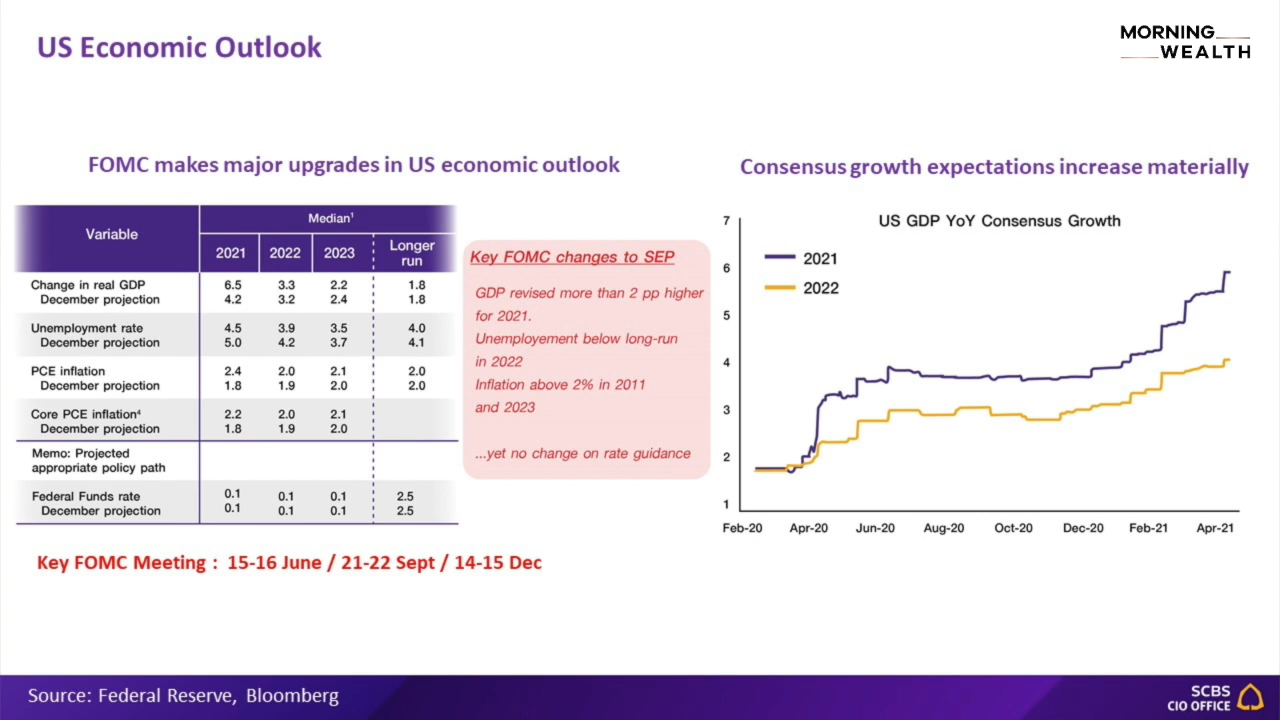 US Economic Outlook
MORNING
WEALTH
FOMC makes major upgrades in US economic outlook
Variable
Median¹
2021 2022 2023 Longer run
Change in real GDP 6.5 3.3 2.2 1.8
December projection 4.2 3.2 2.4 1.8
Unemployment rate 4.5 3.9 3.5 4.0
December projection 5.0 4.2 3.7 4.1
PCE inflation 2.4 2.0 2.1 2.0
December projection 1.8 1.9 2.0 2.0
Core PCE inflation⁴ 2.2 2.0 2.1
December projection 1.8 1.9 2.0
Memo: Projected
appropriate policy path
Federal Funds rate 0.1 0.1 0.1 2.5
December projection 0.1 0.1 0.1 2.5
Key FOMC changes to SEP
GDP revised more than 2 pp higher
for 2021.
Unemployement below long-run
in 2022
Inflation above 2% in 2011
and 2023
...yet no change on rate guidance
Key FOMC Meeting : 15-16 June / 21-22 Sept / 14-15 Dec
Consensus growth expectations increase materially
US GDP YoY Consensus Growth
2021
2022
7
6
5
4
3
2
1
Feb-20 Apr-20 Jun-20 Aug-20 Oct-20 Dec-20 Feb-21 Apr-21
Source: Federal Reserve, Bloomberg
SCBS
CIO OFFICE